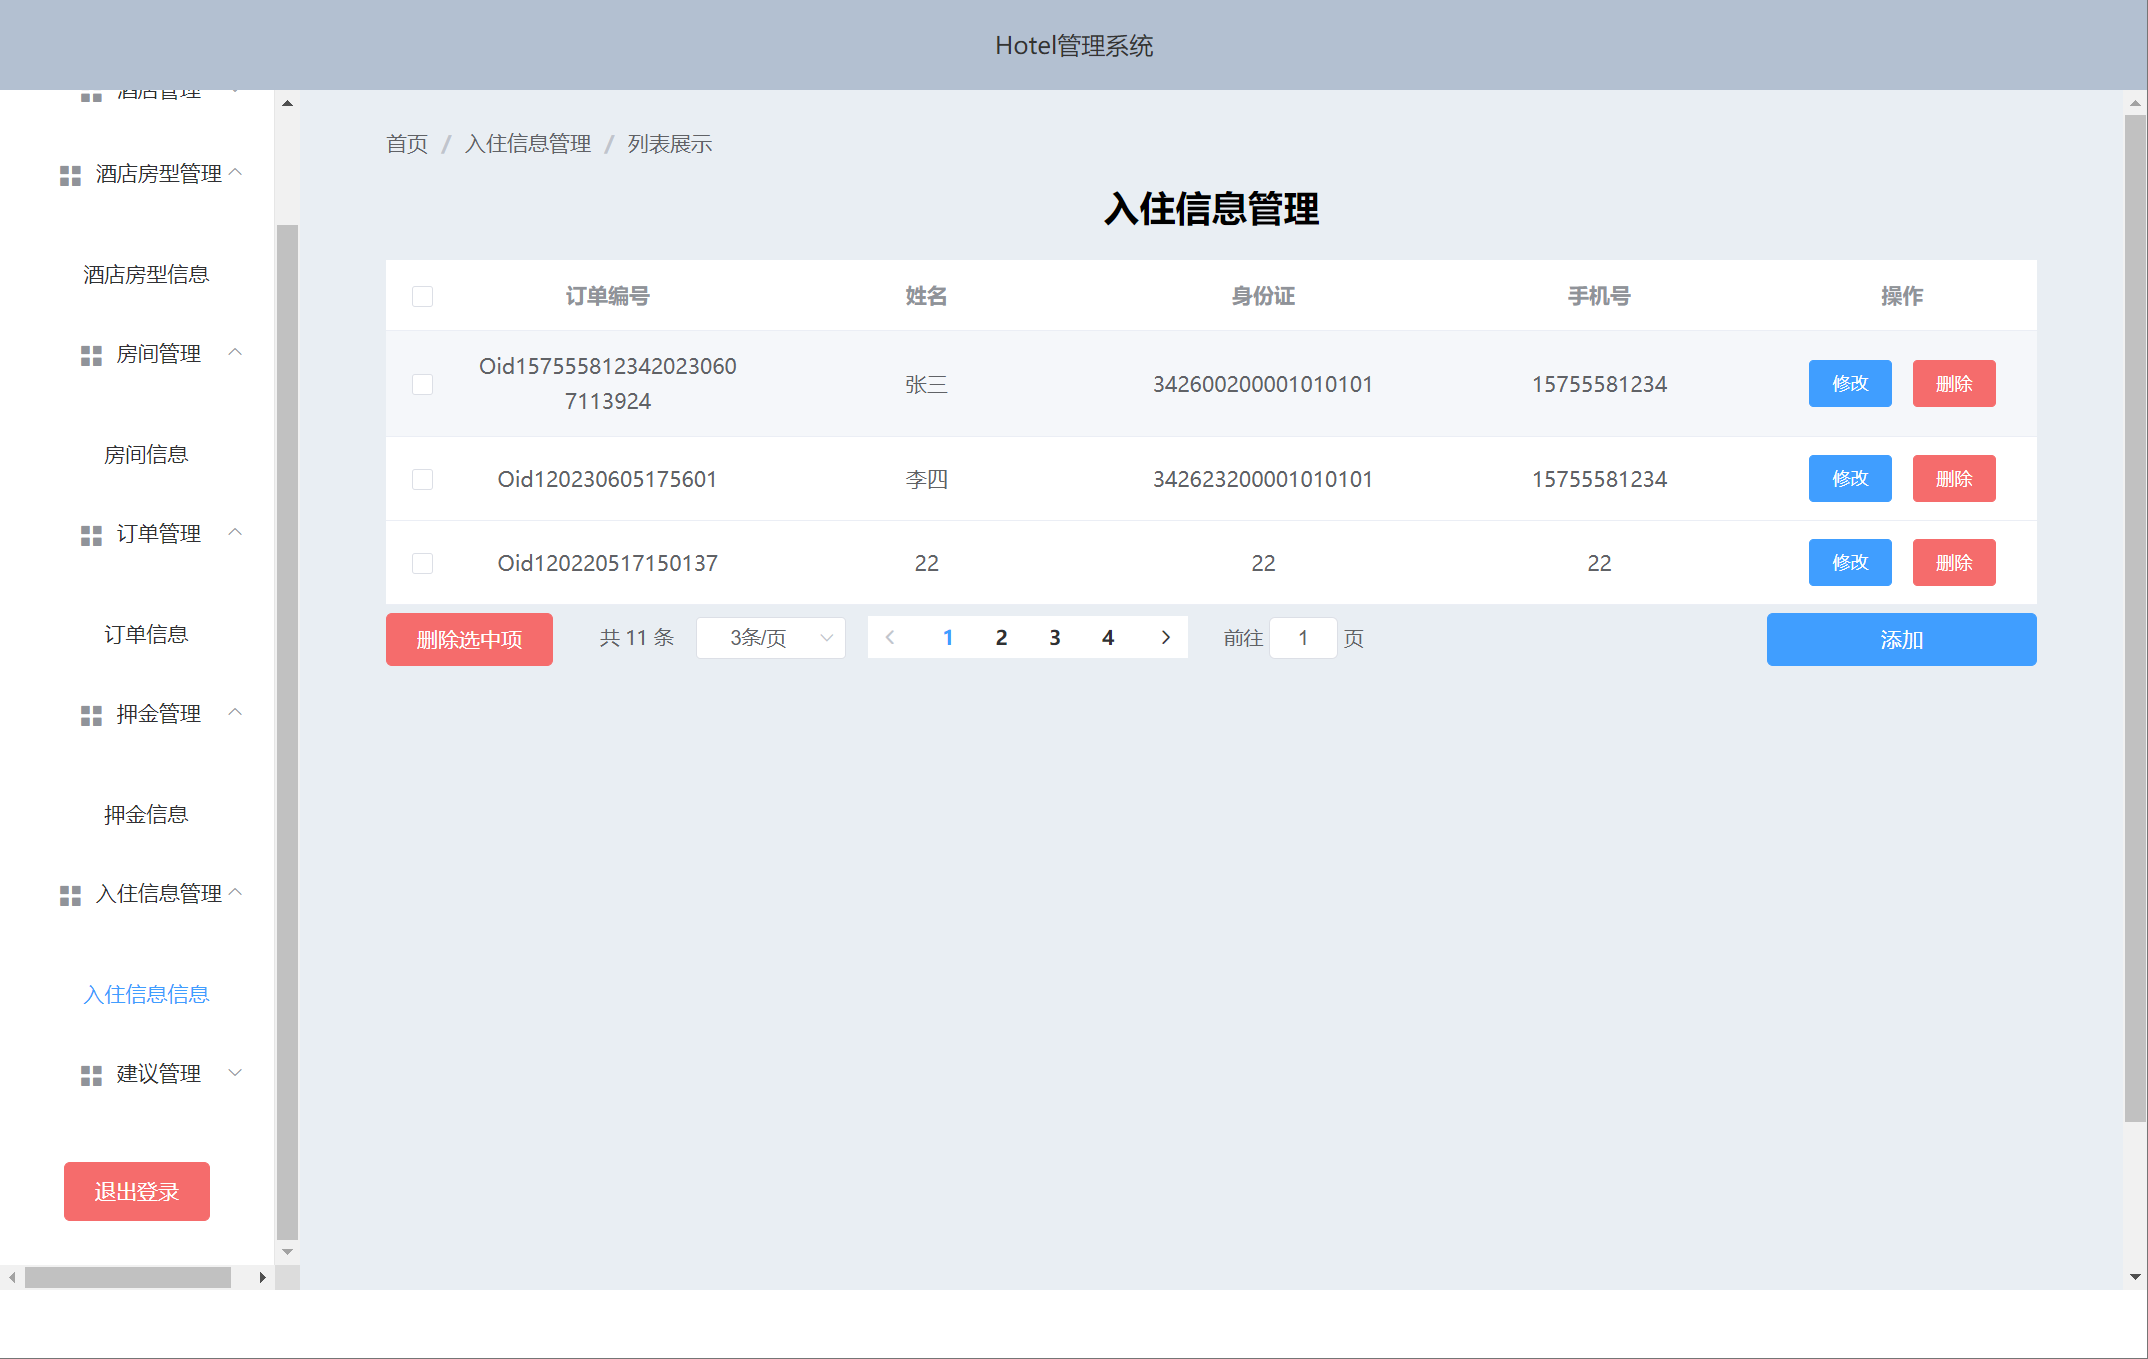 Hotel管理系统
酒店管理
酒店房型管理
酒店房型信息
房间管理
房间信息
订单管理
订单信息
押金管理
押金信息
入住信息管理
入住信息信息
建议管理
退出登录
首页 / 入住信息管理 / 列表展示
入住信息管理
订单编号 姓名 身份证 手机号 操作
Oid157555812342023060
7113924 张三 342600200001010101 15755581234 修改 删除
Oid120230605175601 李四 342623200001010101 15755581234 修改 删除
Oid120220517150137 22 22 22 修改 删除
删除选中项 共 11 条 3条/页 1 2 3 4 前往 1 页 添加